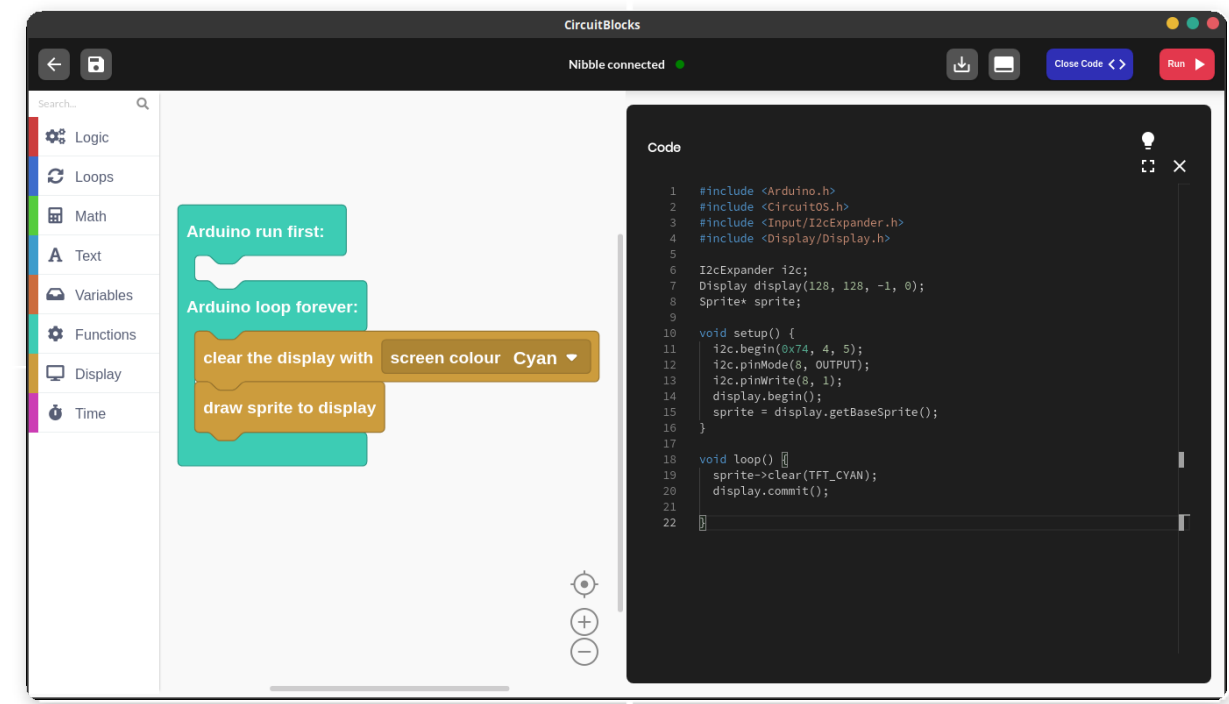 CircuitBlocks
Nibble connected
Close Code
Run
Search...
Logic
Loops
Math
Text
Variables
Functions
Display
Time
Arduino run first:
Arduino loop forever:
clear the display with screen colour Cyan
draw sprite to display
Code
1 #include <Arduino.h>
2 #include <CircuitOS.h>
3 #include <Input/I2cExpander.h>
4 #include <Display/Display.h>
5
6 I2cExpander i2c;
7 Display display(128, 128, -1, 0);
8 Sprite* sprite;
9
10 void setup() {
11 i2c.begin(0x74, 4, 5);
12 i2c.pinMode(8, OUTPUT);
13 i2c.pinWrite(8, 1);
14 display.begin();
15 sprite = display.getBaseSprite();
16 }
17
18 void loop() {
19 sprite->clear(TFT_CYAN);
20 display.commit();
21
22 }